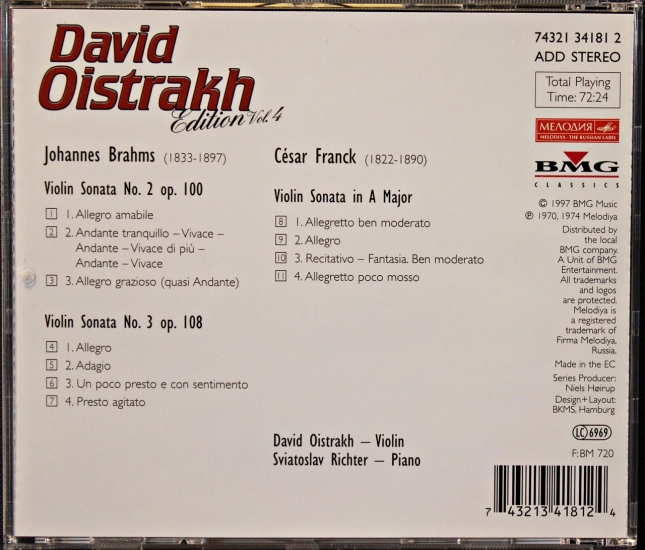 David
Oistrakh
Edition Vol. 4
Johannes Brahms (1833-1897)
Violin Sonata No. 2 op. 100
1 1. Allegro amabile
2 2. Andante tranquillo – Vivace –
Andante – Vivace di più –
Andante – Vivace
3 3. Allegro grazioso (quasi Andante)
Violin Sonata No. 3 op. 108
4 1. Allegro
5 2. Adagio
6 3. Un poco presto e con sentimento
7 4. Presto agitato
César Franck (1822-1890)
Violin Sonata in A Major
8 1. Allegretto ben moderato
9 2. Allegro
10 3. Recitativo – Fantasia. Ben moderato
11 4. Allegretto poco mosso
David Oistrakh – Violin
Sviatoslav Richter – Piano
74321 34181 2
ADD STEREO
Total Playing
Time: 72:24
МЕЛОДИЯ
MELODIYA - THE RUSSIAN LABEL
BMG
CLASSICS
© 1997 BMG Music
℗ 1970, 1974 Melodiya
Distributed by
the local
BMG company.
A Unit of BMG
Entertainment.
All trademarks
and logos
are protected.
Melodiya is
a registered
trademark of
Firma Melodiya,
Russia.
Made in the EC
Series Producer:
Niels Høirup
Design+Layout:
BKMS, Hamburg
LC 6969
F: BM 720
7 43213 41812 4